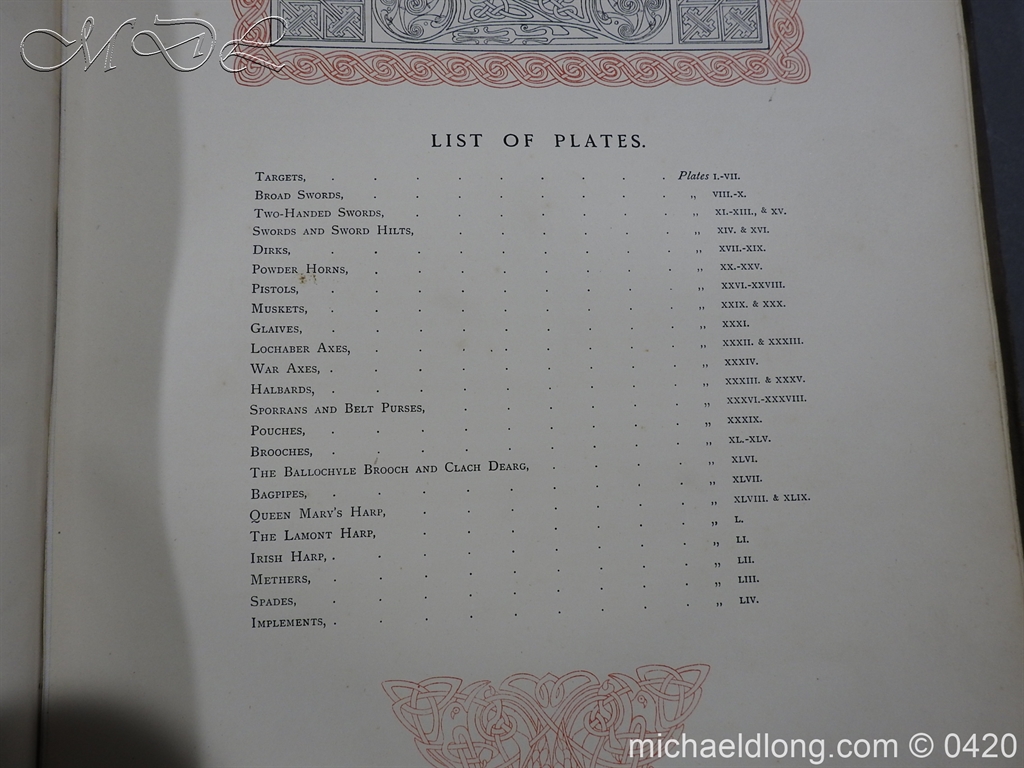 MDL
LIST OF PLATES.
TARGETS, . . . . . . . . . Plates I.-VII.
BROAD SWORDS, . . . . . . . . „ VIII.-X.
TWO-HANDED SWORDS, . . . . . . . „ XI.-XIII., & XV.
SWORDS AND SWORD HILTS, . . . . . . „ XIV. & XVI.
DIRKS, . . . . . . . . . „ XVII.-XIX.
POWDER HORNS, . . . . . . . . „ XX.-XXV.
PISTOLS, . . . . . . . . . „ XXVI.-XXVIII.
MUSKETS, . . . . . . . . . „ XXIX. & XXX.
GLAIVES, . . . . . . . . . „ XXXI.
LOCHABER AXES, . . . . . . . . „ XXXII. & XXXIII.
WAR AXES, . . . . . . . . . „ XXXIV.
HALBARDS, . . . . . . . . . „ XXXIII. & XXXV.
SPORRANS AND BELT PURSES, . . . . . . „ XXXVI.-XXXVIII.
POUCHES, . . . . . . . . . „ XXXIX.
BROOCHES, . . . . . . . . . „ XL.-XLV.
THE BALLOCHYLE BROOCH AND CLACH DEARG, . . . . „ XLVI.
BAGPIPES, . . . . . . . . . „ XLVII.
QUEEN MARY'S HARP, . . . . . . . „ XLVIII. & XLIX.
THE LAMONT HARP, . . . . . . . „ L.
IRISH HARP, . . . . . . . . . „ LI.
METHERS, . . . . . . . . . „ LII.
SPADES, . . . . . . . . . „ LIII.
IMPLEMENTS, . . . . . . . . . „ LIV.
michaeldlong.com © 0420